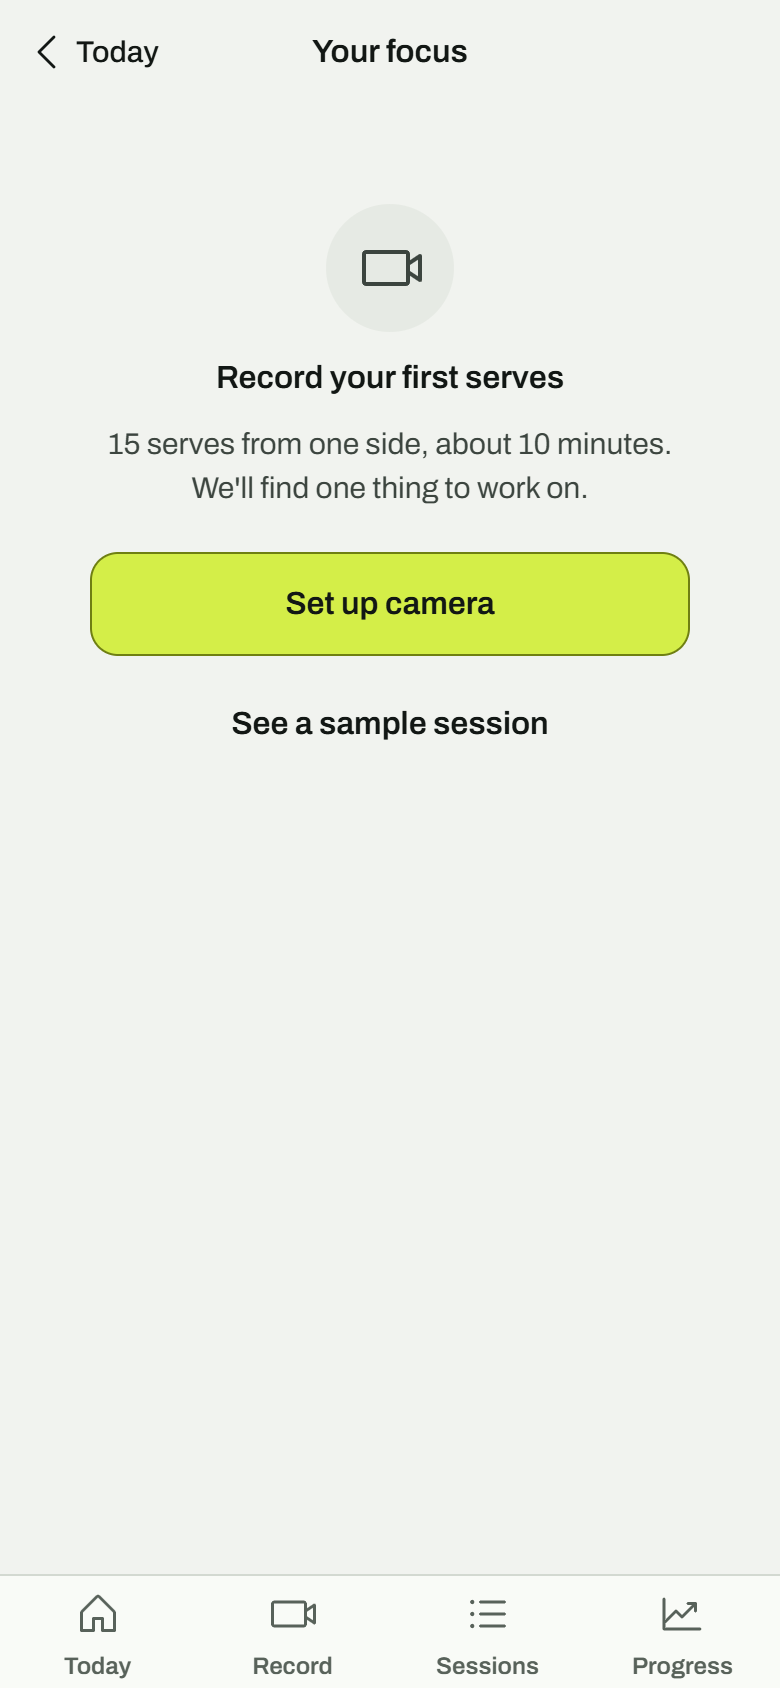 Today
Your focus
Record your first serves
15 serves from one side, about 10 minutes.
We'll find one thing to work on.
Set up camera
See a sample session
Today
Record
Sessions
Progress